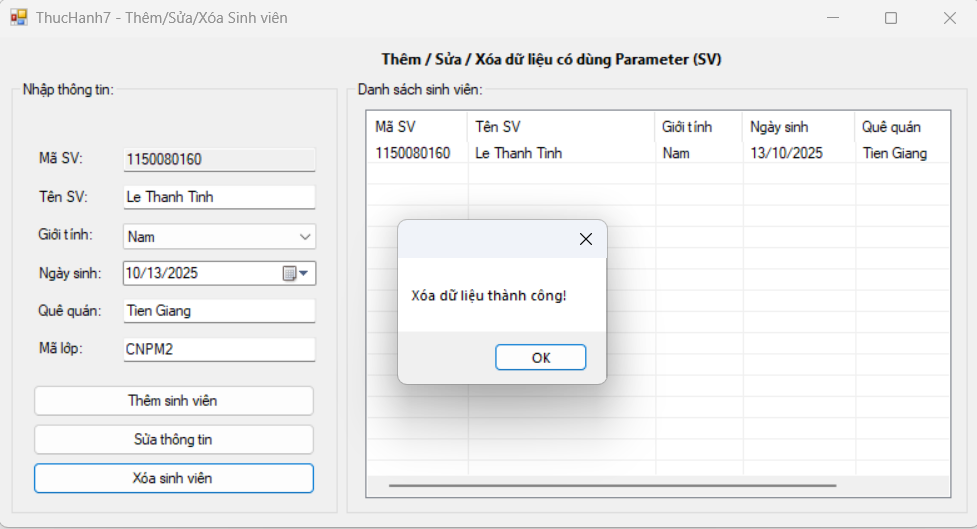 ThucHanh7 - Thêm/Sửa/Xóa Sinh viên
Thêm / Sửa / Xóa dữ liệu có dùng Parameter (SV)
Nhập thông tin:
Mã SV: 1150080160
Tên SV: Le Thanh Tinh
Giới tính: Nam
Ngày sinh: 10/13/2025
Quê quán: Tien Giang
Mã lớp: CNPM2
Thêm sinh viên
Sửa thông tin
Xóa sinh viên
Danh sách sinh viên:
Mã SV Tên SV Giới tính Ngày sinh Quê quán
1150080160 Le Thanh Tinh Nam 13/10/2025 Tien Giang
Xóa dữ liệu thành công!
OK